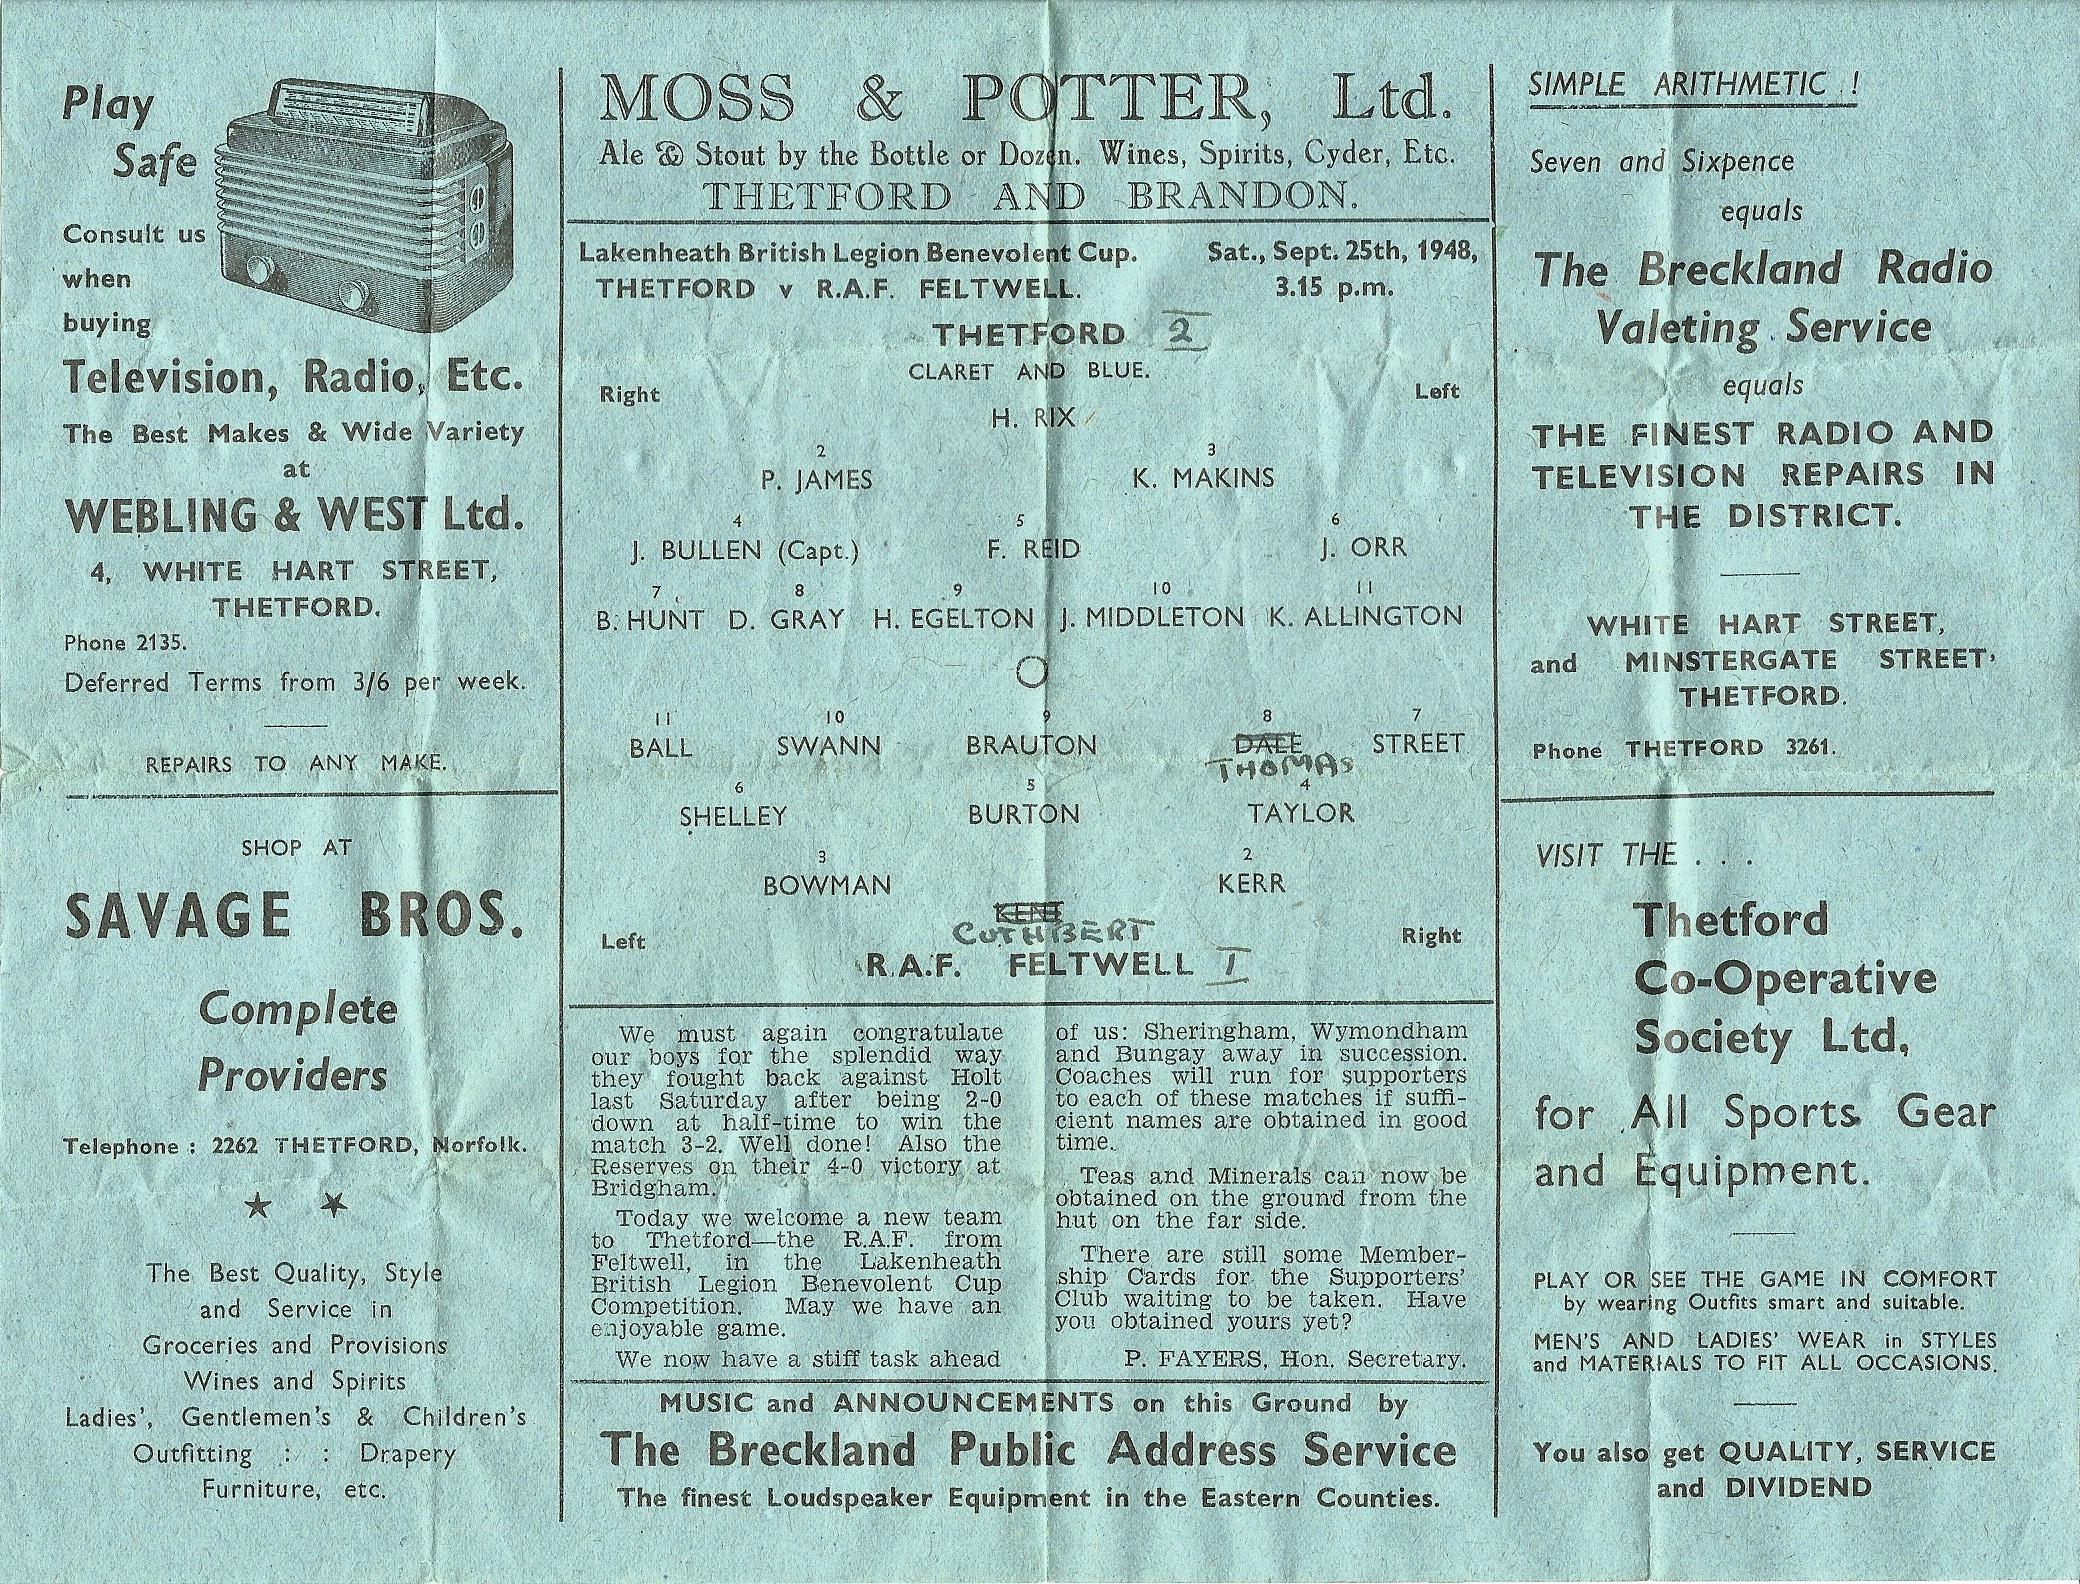 Play
Safe
Consult us
when
buying
Television, Radio, Etc.
The Best Makes & Wide Variety
at
WEBLING & WEST Ltd.
4, WHITE HART STREET,
THETFORD.
Phone 2135.
Deferred Terms from 3/6 per week.
REPAIRS TO ANY MAKE.
SHOP AT
SAVAGE BROS.
Complete
Providers
Telephone : 2262 THETFORD, Norfolk.
★ ★
The Best Quality, Style
and Service in
Groceries and Provisions
Wines and Spirits
Ladies', Gentlemen's & Children's
Outfitting : : Drapery
Furniture, etc.
MOSS & POTTER, Ltd.
Ale & Stout by the Bottle or Dozen. Wines, Spirits, Cyder, Etc.
THETFORD AND BRANDON.
Lakenheath British Legion Benevolent Cup. Sat., Sept. 25th, 1948,
THETFORD v R.A.F. FELTWELL. 3.15 p.m.
THETFORD 2
CLARET AND BLUE.
Right Left
H. RIX
2 3
P. JAMES K. MAKINS
4 5 6
J. BULLEN (Capt.) F. REID J. ORR
7 8 9 10 11
B. HUNT D. GRAY H. EGELTON J. MIDDLETON K. ALLINGTON
11 10 9 8 7
BALL SWANN BRAUTON DALE STREET
THOMAS
6 5 4
SHELLEY BURTON TAYLOR
3 2
BOWMAN KERR
KENT
CUTHBERT
Left Right
R.A.F. FELTWELL 1
We must again congratulate
our boys for the splendid way
they fought back against Holt
last Saturday after being 2-0
down at half-time to win the
match 3-2. Well done! Also the
Reserves on their 4-0 victory at
Bridgham.
Today we welcome a new team
to Thetford—the R.A.F. from
Feltwell, in the Lakenheath
British Legion Benevolent Cup
Competition. May we have an
enjoyable game.
We now have a stiff task ahead
of us: Sheringham, Wymondham
and Bungay away in succession.
Coaches will run for supporters
to each of these matches if suffi-
cient names are obtained in good
time.
Teas and Minerals can now be
obtained on the ground from the
hut on the far side.
There are still some Member-
ship Cards for the Supporters'
Club waiting to be taken. Have
you obtained yours yet?
P. FAYERS, Hon. Secretary.
MUSIC and ANNOUNCEMENTS on this Ground by
The Breckland Public Address Service
The finest Loudspeaker Equipment in the Eastern Counties.
SIMPLE ARITHMETIC !
Seven and Sixpence
equals
The Breckland Radio
Valeting Service
equals
THE FINEST RADIO AND
TELEVISION REPAIRS IN
THE DISTRICT.
WHITE HART STREET,
and MINSTERGATE STREET,
THETFORD.
Phone THETFORD 3261.
VISIT THE . . .
Thetford
Co-Operative
Society Ltd,
for All Sports Gear
and Equipment.
PLAY OR SEE THE GAME IN COMFORT
by wearing Outfits smart and suitable.
MEN'S AND LADIES' WEAR in STYLES
and MATERIALS TO FIT ALL OCCASIONS.
You also get QUALITY, SERVICE
and DIVIDEND